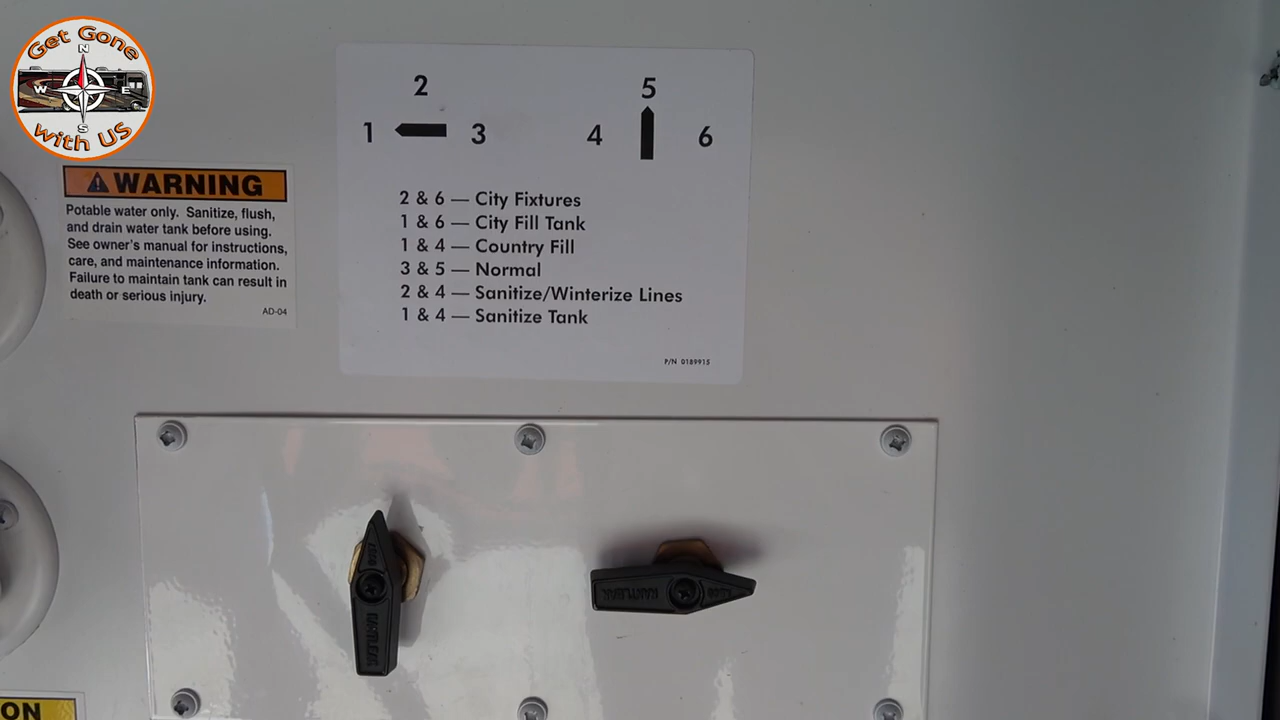 Get Gone
N
W E
S
With US
WARNING
Potable water only. Sanitize, flush,
and drain water tank before using.
See owner's manual for instructions,
care, and maintenance information.
Failure to maintain tank can result in
death or serious injury.
AD-04
2
1 3
5
4 6
2 & 6 — City Fixtures
1 & 6 — City Fill Tank
1 & 4 — Country Fill
3 & 5 — Normal
2 & 4 — Sanitize/Winterize Lines
1 & 4 — Sanitize Tank
P/N 0189915
KANTLEAK
KANTLEAK
ON